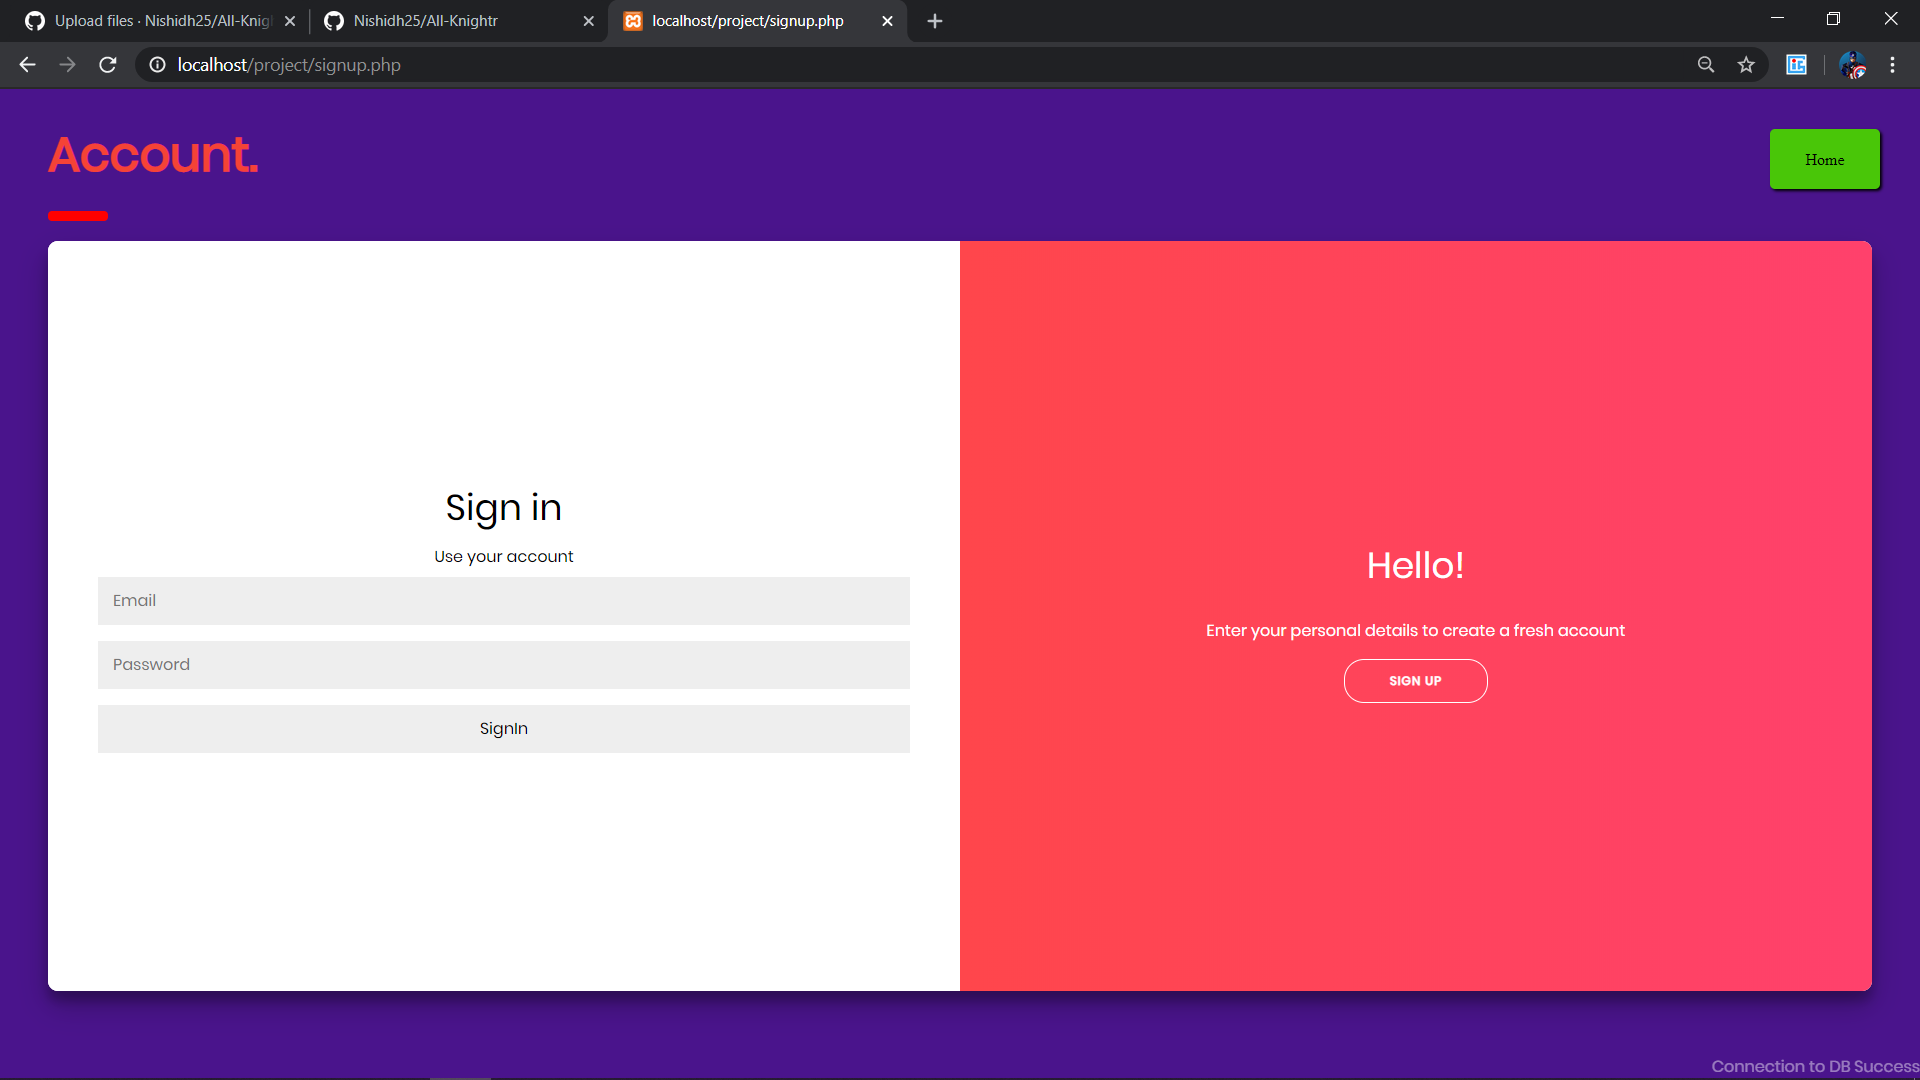 Upload files · Nishidh25/All-Knig
Nishidh25/All-Knightr
localhost/project/signup.php
localhost/project/signup.php
Account.
Home
Sign in
Use your account
Email
Password
SignIn
Hello!
Enter your personal details to create a fresh account
SIGN UP
Connection to DB Success